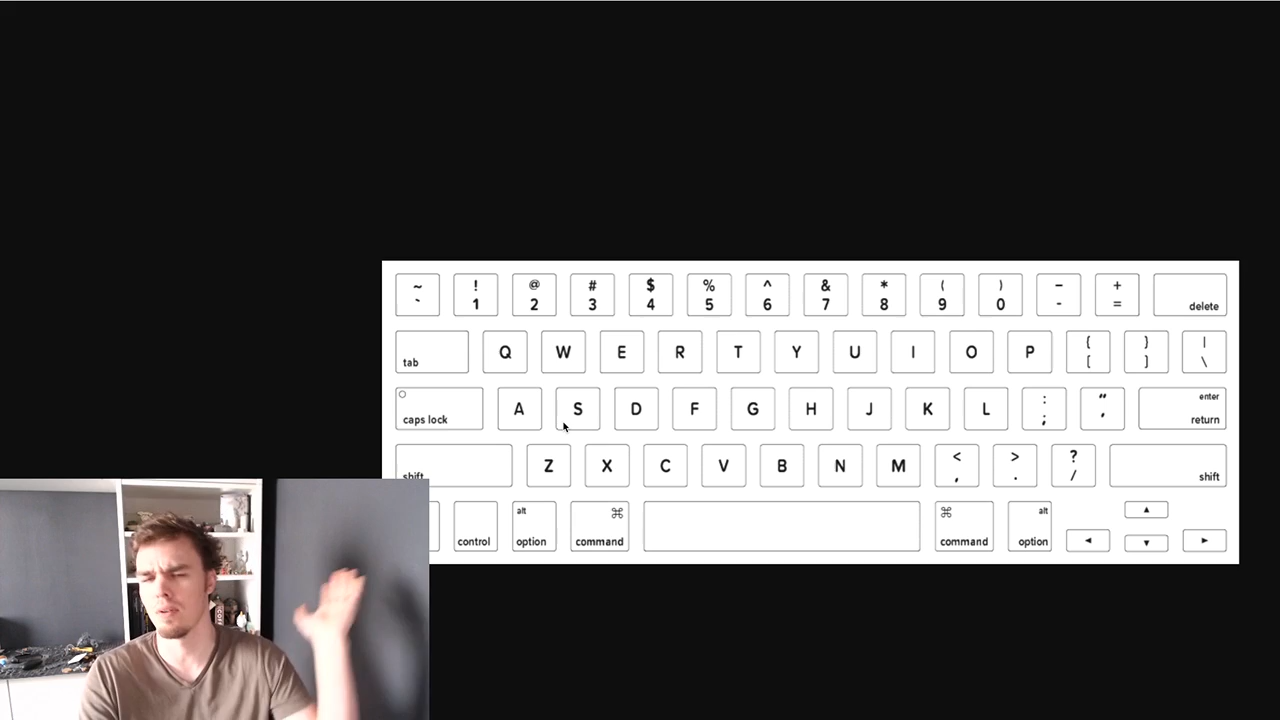 ~ ! @ # $ % ^ & * ( ) – +
` 1 2 3 4 5 6 7 8 9 0 - = delete
tab Q W E R T Y U I O P { [ } ] | \
caps lock A S D F G H J K L : ; “ ‘ enter return
shift Z X C V B N M < , > . ? / shift
control alt option ⌘ command ⌘ command alt option ◄ ▲ ▼ ►